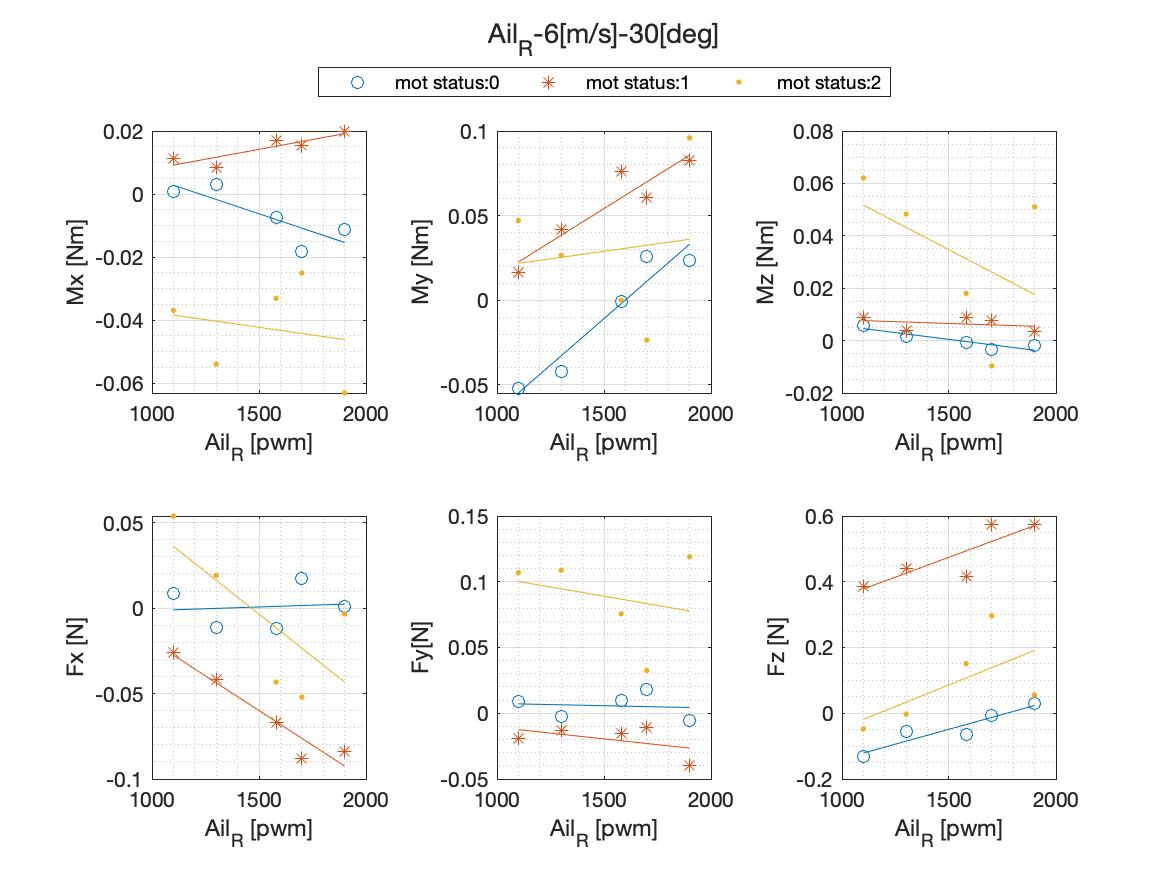 Ail_R-6[m/s]-30[deg]
mot status:0 mot status:1 mot status:2
0.02
0
-0.02
-0.04
-0.06
Mx [Nm]
1000 1500 2000
Ail_R [pwm]
0.1
0.05
0
-0.05
My [Nm]
1000 1500 2000
Ail_R [pwm]
0.08
0.06
0.04
0.02
0
-0.02
Mz [Nm]
1000 1500 2000
Ail_R [pwm]
0.05
0
-0.05
-0.1
Fx [N]
1000 1500 2000
Ail_R [pwm]
0.15
0.1
0.05
0
-0.05
Fy[N]
1000 1500 2000
Ail_R [pwm]
0.6
0.4
0.2
0
-0.2
Fz [N]
1000 1500 2000
Ail_R [pwm]